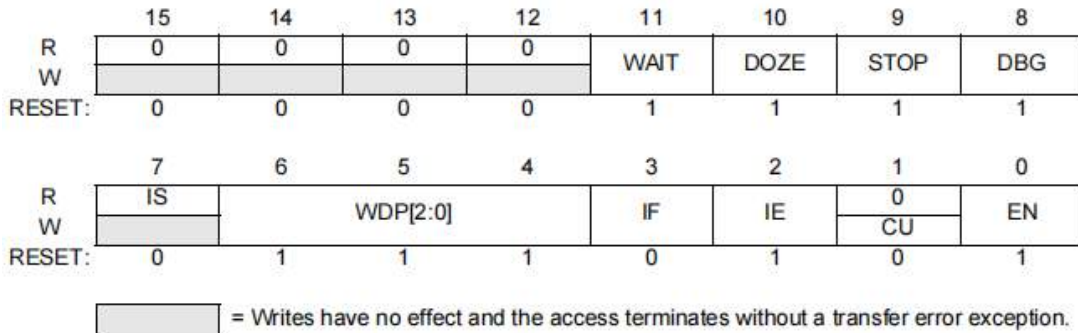 15 14 13 12 11 10 9 8
R 0 0 0 0 WAIT DOZE STOP DBG
W
RESET: 0 0 0 0 1 1 1 1
7 6 5 4 3 2 1 0
R IS WDP[2:0] IF IE 0 EN
W CU
RESET: 0 1 1 1 0 1 0 1
= Writes have no effect and the access terminates without a transfer error exception.